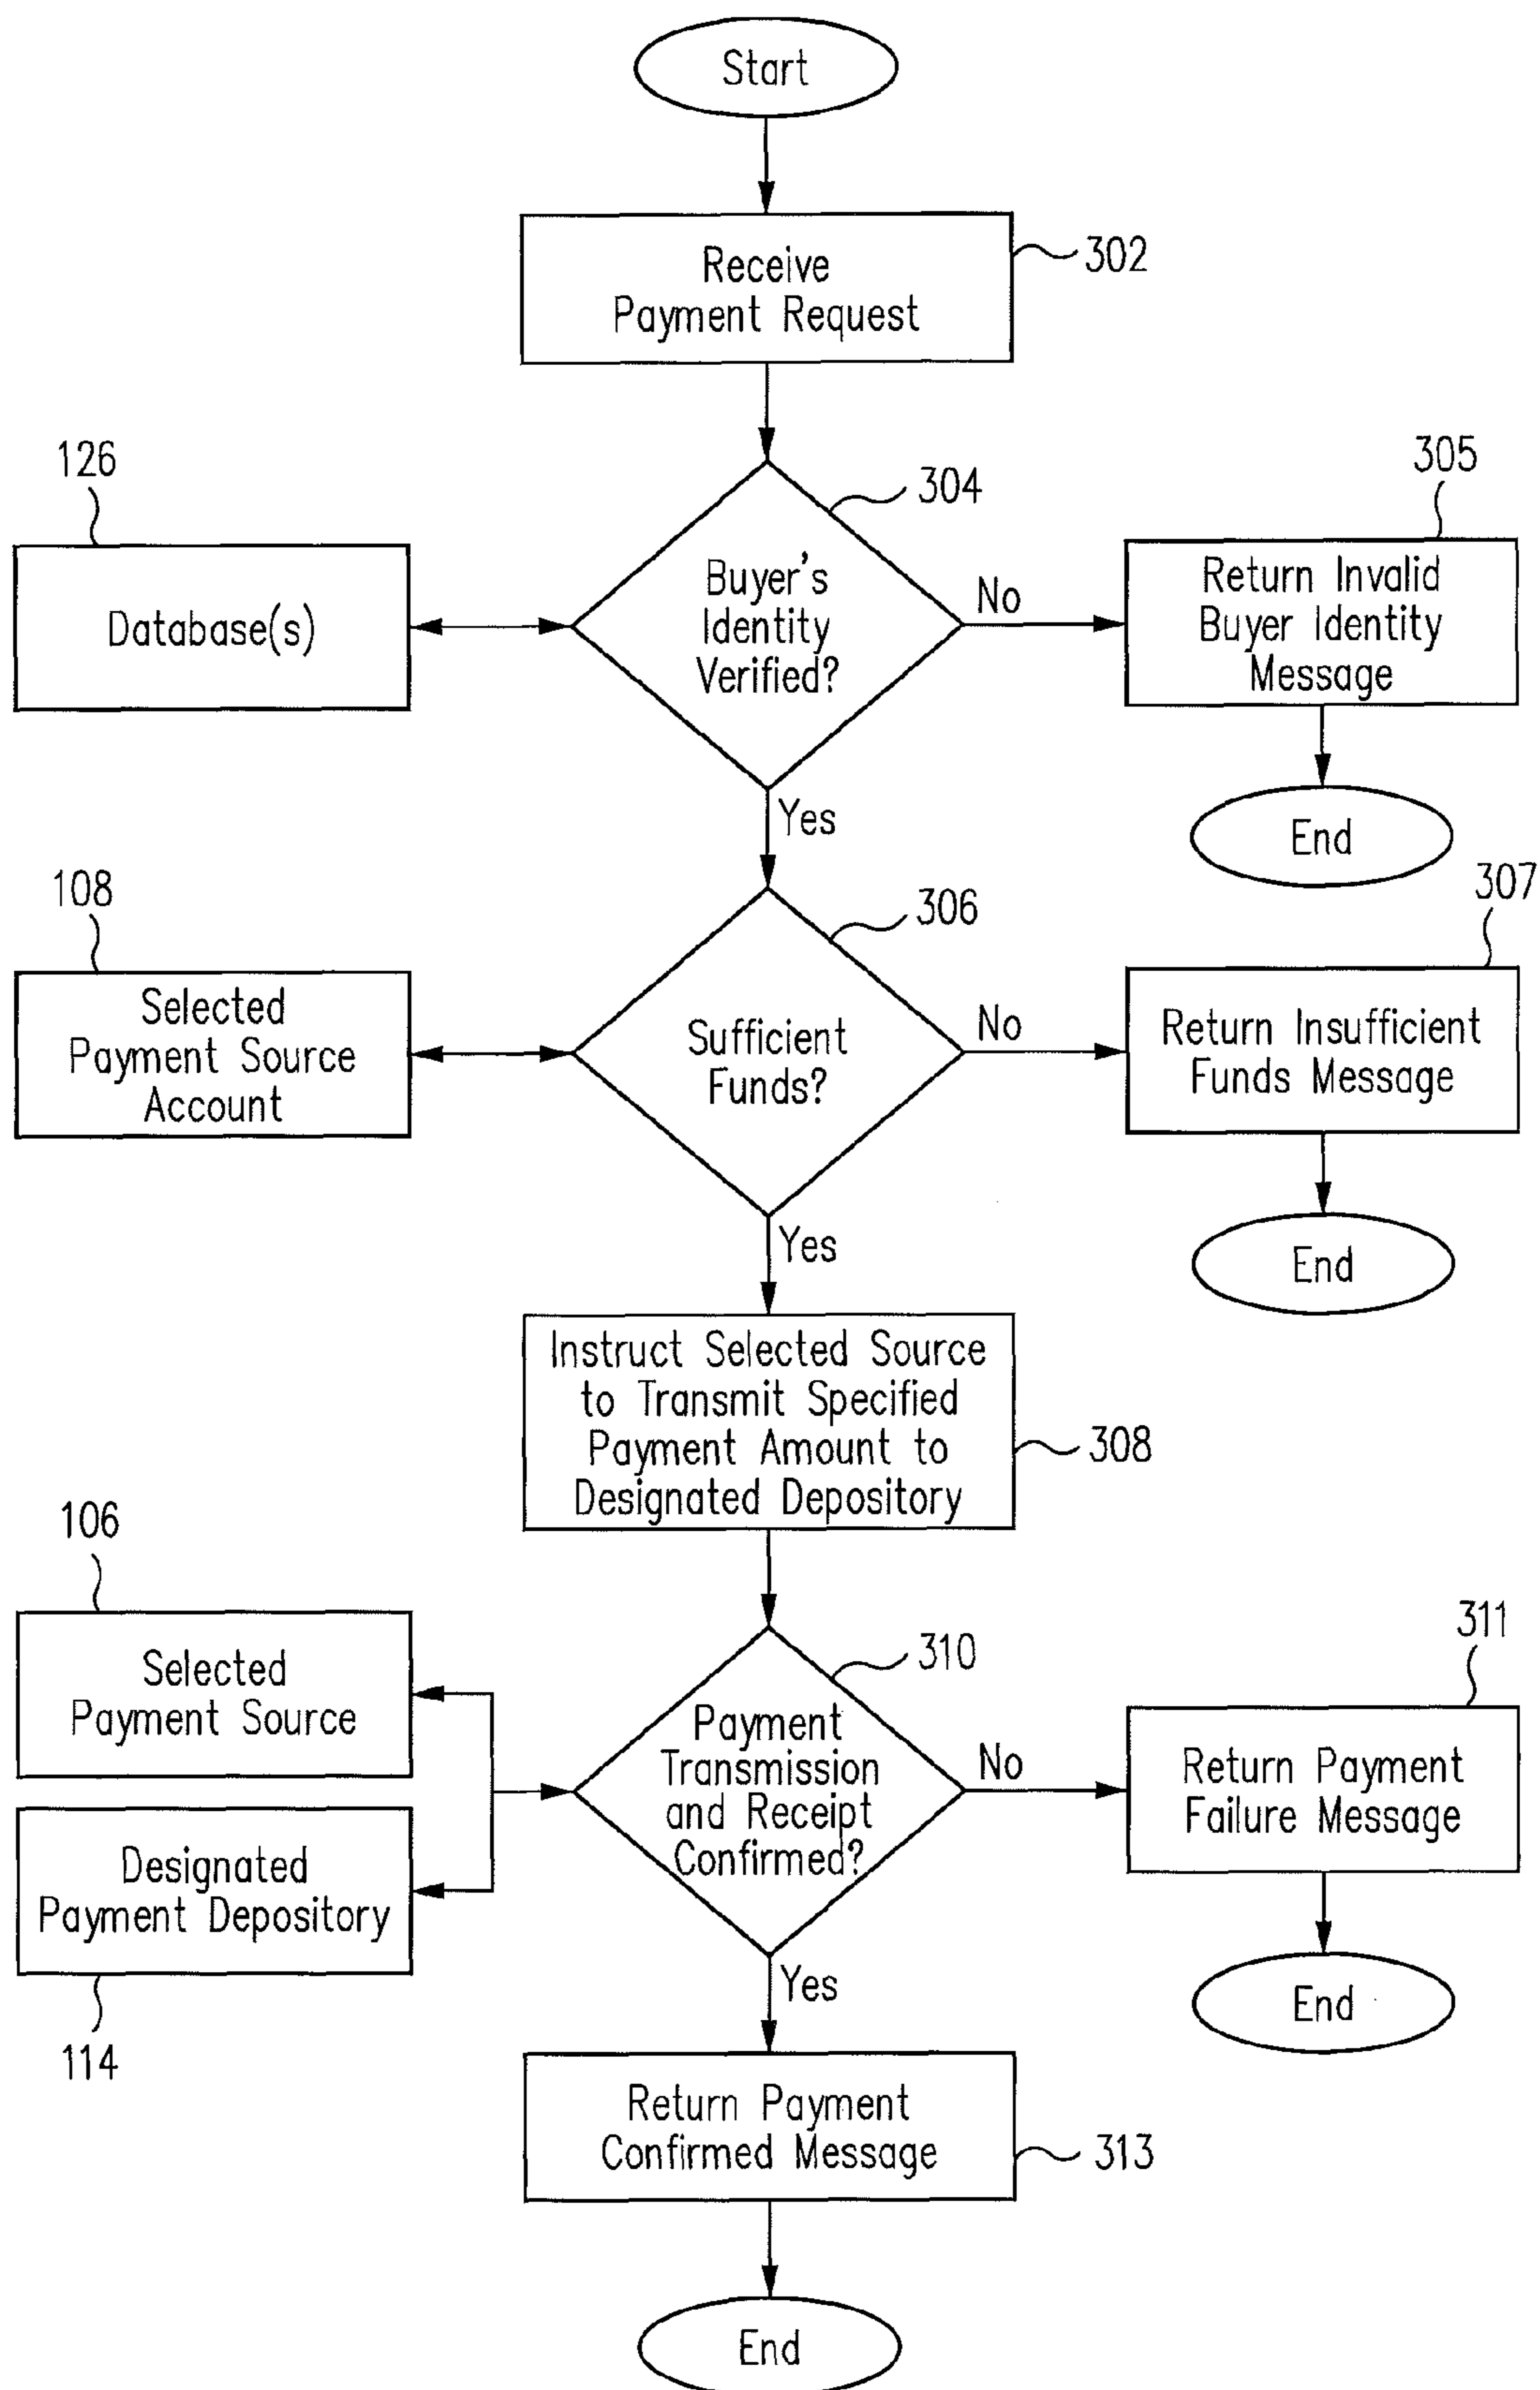 Start
Receive
Payment Request
302
126
304
305
Database(s)
Buyer's
Identity
Verified?
No
Return Invalid
Buyer Identity
Message
Yes
End
108
306
307
Selected
Payment Source
Account
Sufficient
Funds?
No
Return Insufficient
Funds Message
Yes
End
Instruct Selected Source
to Transmit Specified
Payment Amount to
Designated Depository
308
106
310
311
Selected
Payment Source
Payment
Transmission
and Receipt
Confirmed?
No
Return Payment
Failure Message
Designated
Payment Depository
114
Yes
End
Return Payment
Confirmed Message
313
End